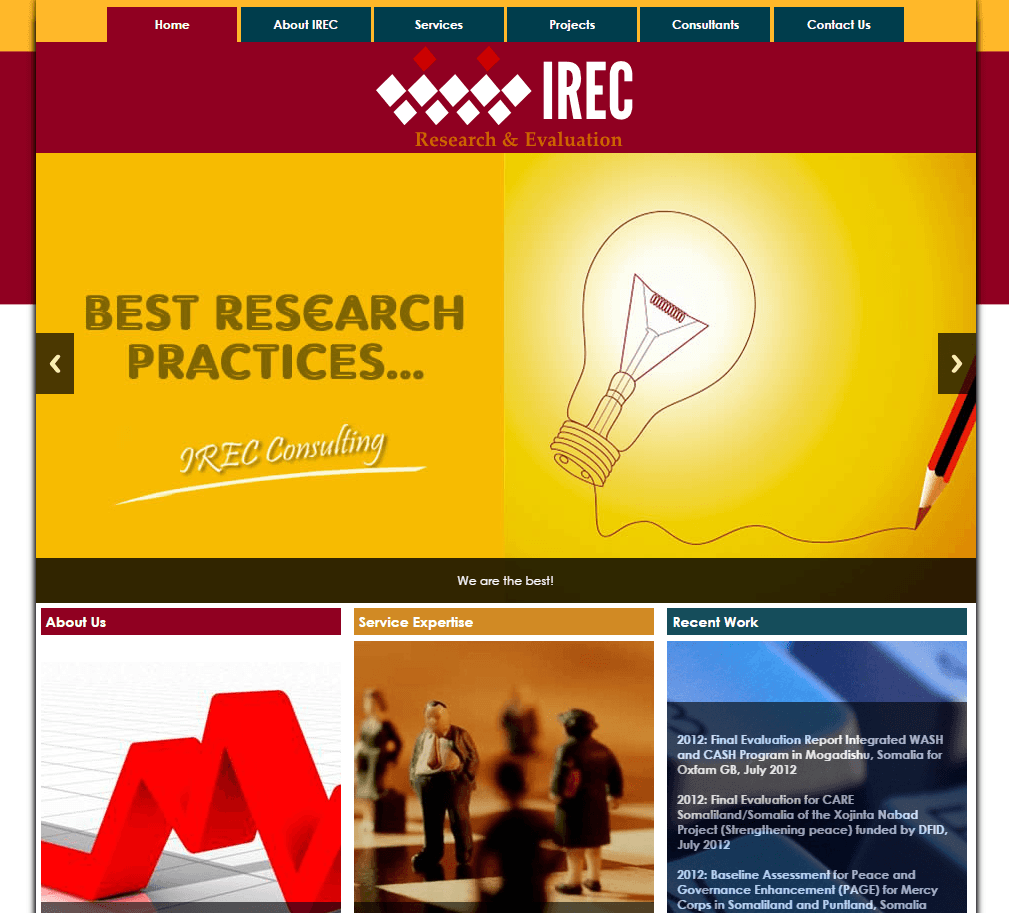 Home
About IREC
Services
Projects
Consultants
Contact Us
IREC
Research & Evaluation
BEST RESEARCH
PRACTICES...
IREC Consulting
We are the best!
About Us
Service Expertise
Recent Work
2012: Final Evaluation Report Integrated WASH
and CASH Program in Mogadishu, Somalia for
Oxfam GB, July 2012
2012: Final Evaluation for CARE
Somaliland/Somalia of the Xojinta Nabad
Project (Strengthening peace) funded by DFID,
July 2012
2012: Baseline Assessment for Peace and
Governance Enhancement (PAGE) for Mercy
Corps in Somaliland and Puntland, Somalia